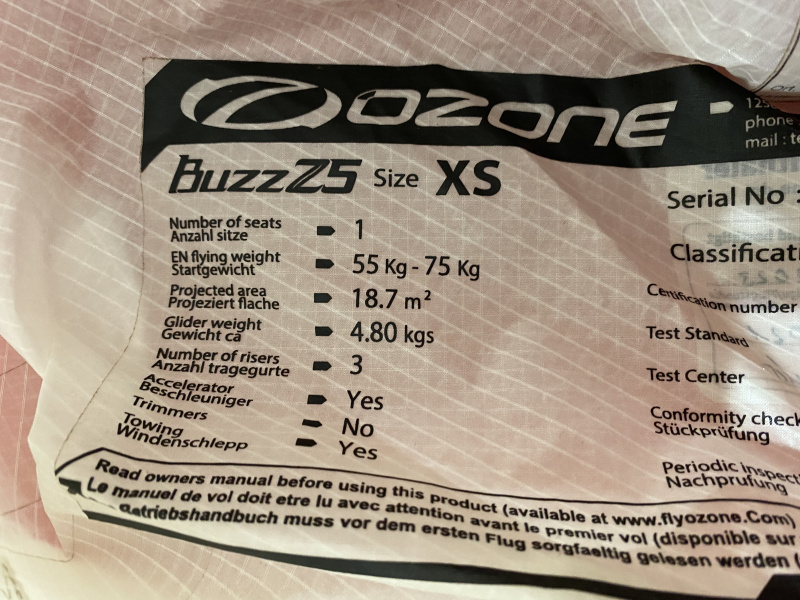 OZONE
phone
mail : te
BuzzZ5 Size XS
Number of seats
Anzahl sitze
1
EN flying weight
Startgewicht
55 Kg - 75 Kg
Projected area
Projeziert flache
18.7 m²
Glider weight
Gewicht ca
4.80 kgs
Number of risers
Anzahl tragegurte
3
Accelerator
Beschleuniger
Yes
Trimmers
No
Towing
Windenschlepp
Yes
Serial No :
Classificati
Certification number
Test Standard
Test Center
Conformity check
Stückprüfung
Periodic inspecti
Nachprufung
Read owners manual before using this product (available at www.flyozone.Com)
Le manuel de vol doit etre lu avec attention avant le premier vol (disponible sur
Betriebshandbuch muss vor dem ersten Flug sorgfaeltig gelesen werden (